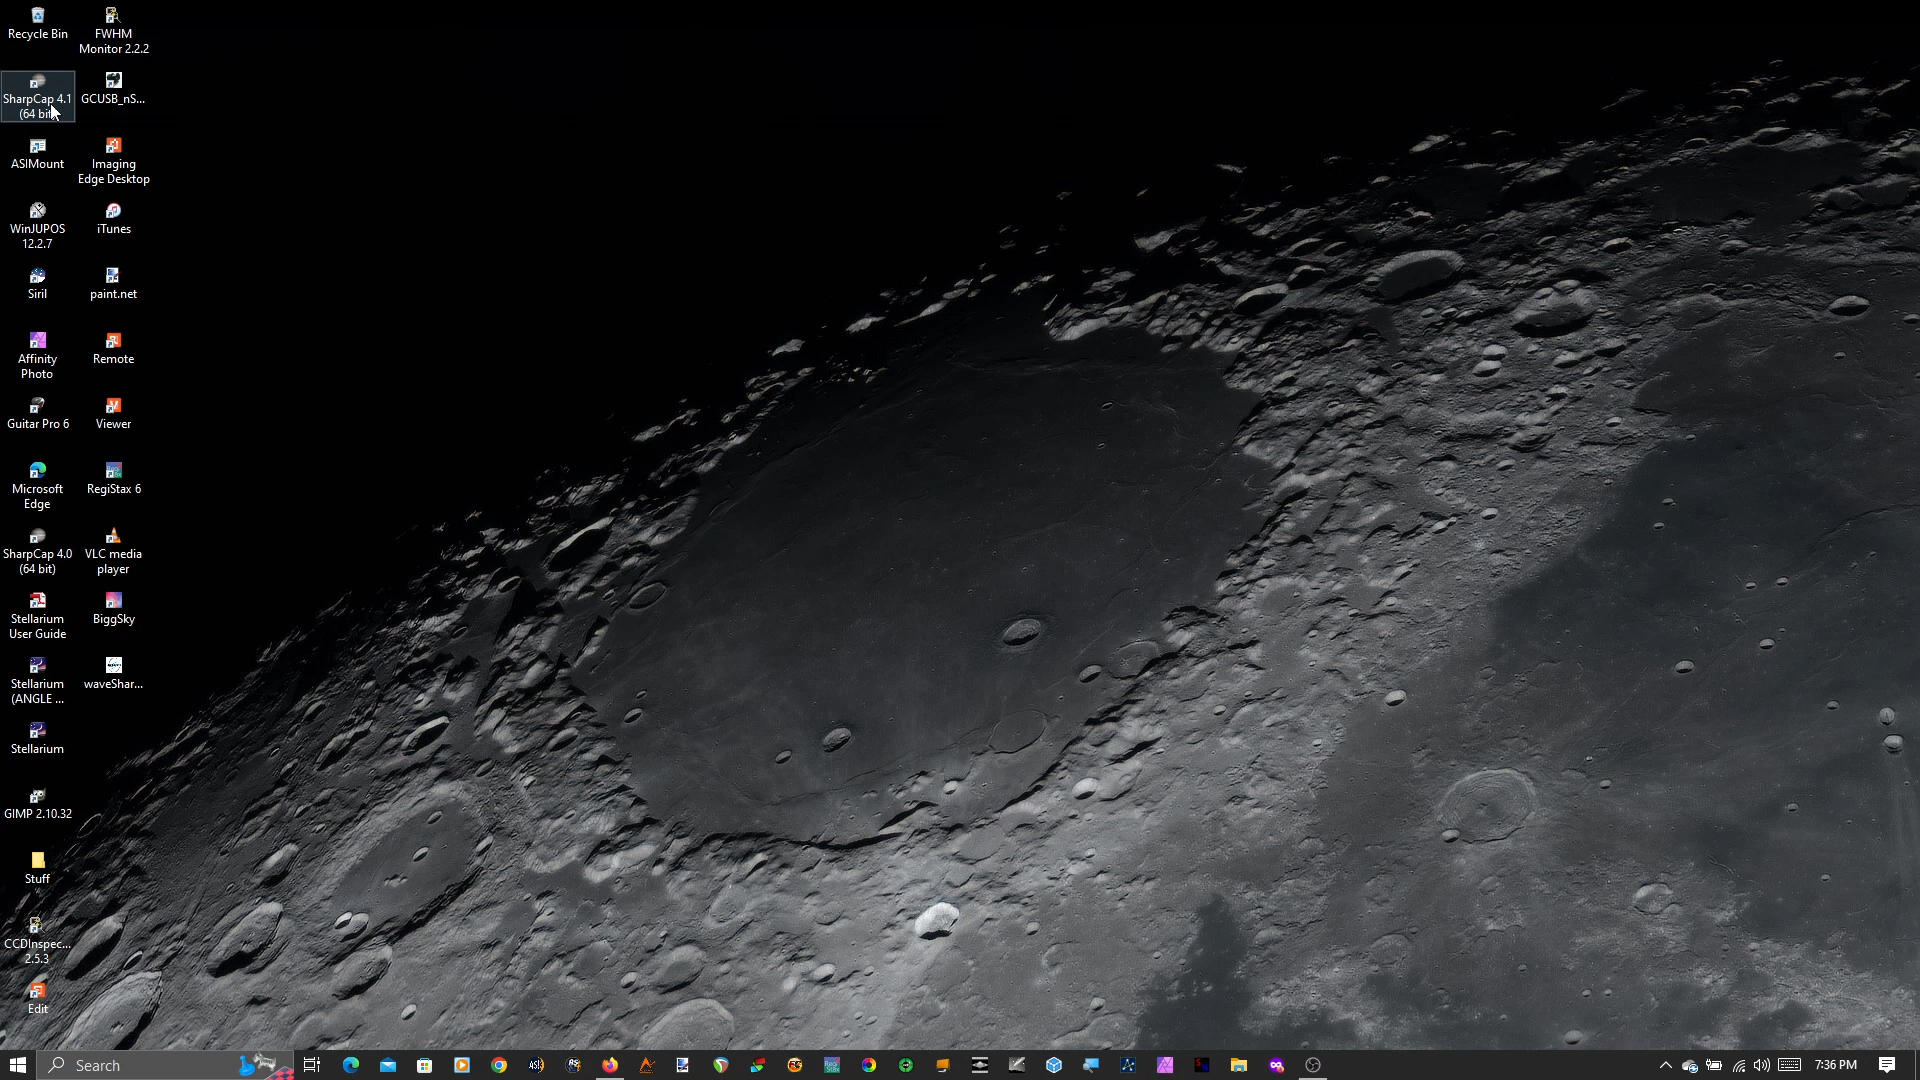 Recycle Bin
FWHM
Monitor 2.2.2
SharpCap 4.1
(64 bit)
GCUSB_nS...
ASIMount
Imaging
Edge Desktop
WinJUPOS
12.2.7
iTunes
Siril
paint.net
Affinity
Photo
Remote
Guitar Pro 6
Viewer
Microsoft
Edge
RegiStax 6
SharpCap 4.0
(64 bit)
VLC media
player
Stellarium
User Guide
BiggSky
Stellarium
(ANGLE ...
waveShar...
Stellarium
GIMP 2.10.32
Stuff
CCDInspec...
2.5.3
Edit
Search
7:36 PM